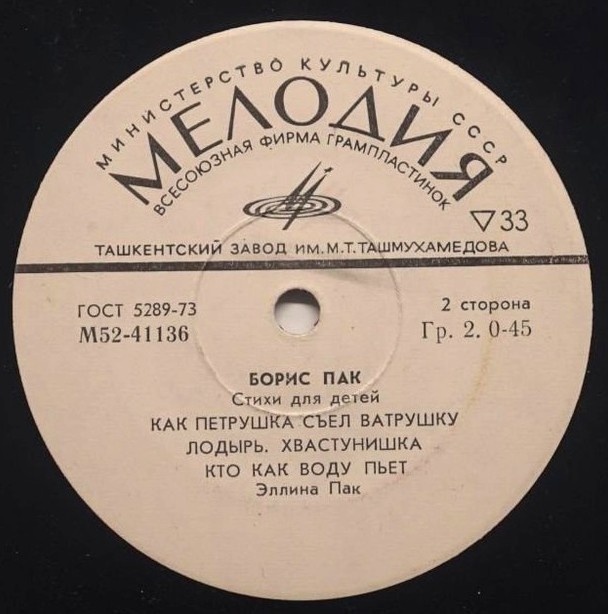 МИНИСТЕРСТВО КУЛЬТУРЫ СССР
МЕЛОДИЯ
ВСЕСОЮЗНАЯ ФИРМА ГРАМПЛАСТИНОК
▽33
ТАШКЕНТСКИЙ ЗАВОД ИМ. М.Т. ТАШМУХАМЕДОВА
ГОСТ 5289-73
М52-41136
2 сторона
Гр. 2. 0-45
БОРИС ПАК
Стихи для детей
КАК ПЕТРУШКА СЪЕЛ ВАТРУШКУ
ЛОДЫРЬ. ХВАСТУНИШКА
КТО КАК ВОДУ ПЬЕТ
Эллина Пак